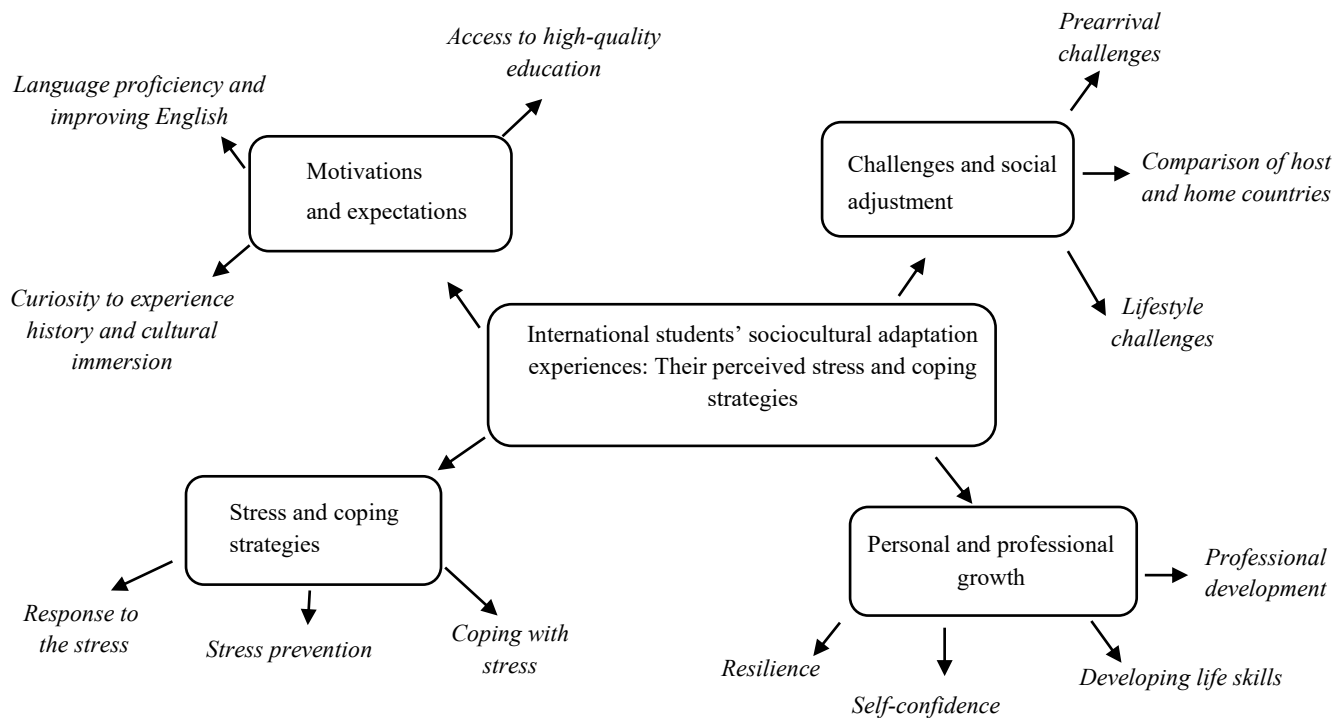 Access to high-quality
education
Language proficiency and
improving English
Motivations
and expectations
Curiosity to experience
history and cultural
immersion
Prearrival
challenges
Challenges and social
adjustment
Comparison of host
and home countries
Lifestyle
challenges
International students’ sociocultural adaptation
experiences: Their perceived stress and coping
strategies
Stress and coping
strategies
Response to
the stress
Stress prevention
Coping with
stress
Personal and professional
growth
Professional
development
Resilience
Self-confidence
Developing life skills